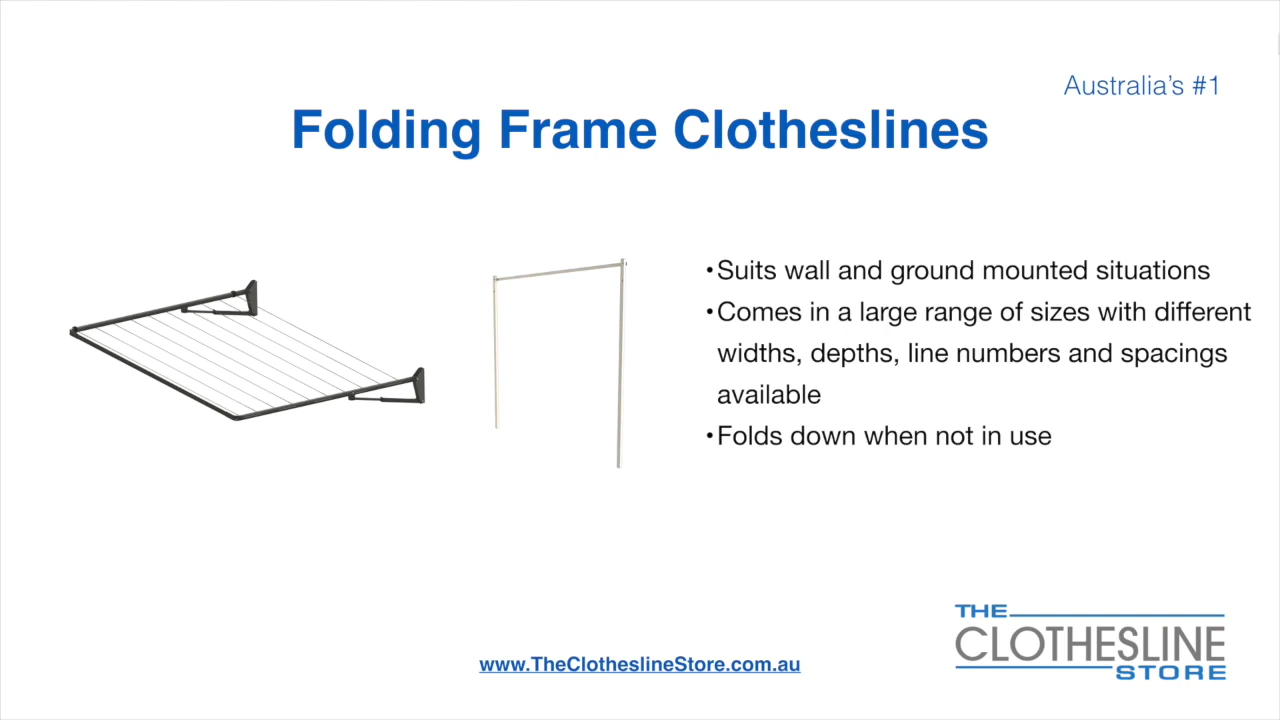 Australia's #1
Folding Frame Clotheslines
•Suits wall and ground mounted situations
•Comes in a large range of sizes with different
widths, depths, line numbers and spacings
available
•Folds down when not in use
www.TheClotheslineStore.com.au
THE
CLOTHESLINE
STORE